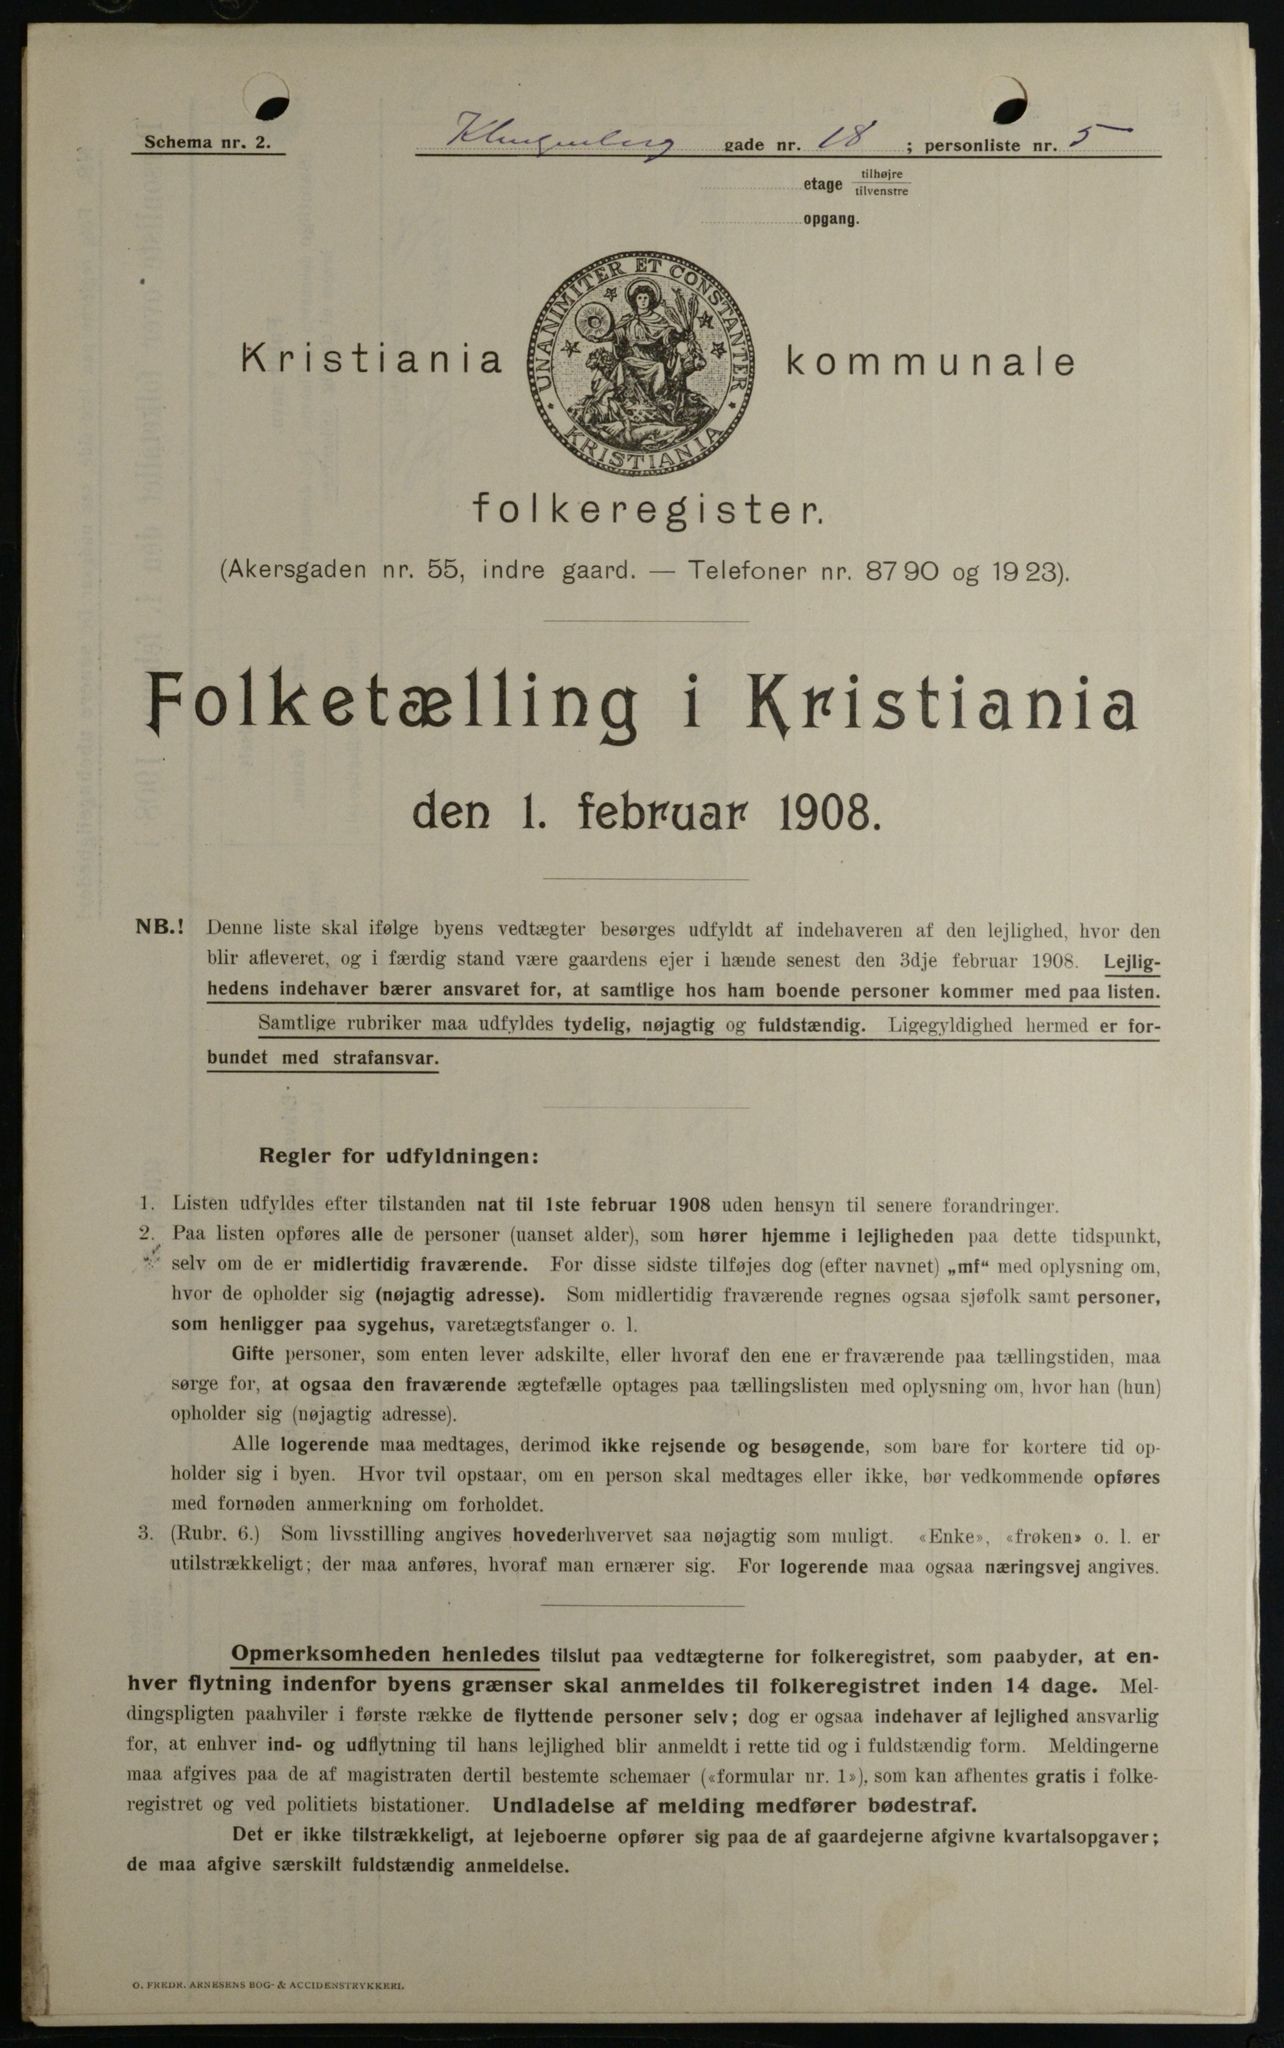 Schema nr. 2.
Klingenberg gade nr. 18 ; personliste nr. 5
etage tilhøjre
tilvenstre
opgang.
UNANIMITER ET CONSTANTER
KRISTIANIA
Kristiania kommunale
folkeregister.
(Akersgaden nr. 55, indre gaard. — Telefoner nr. 87 90 og 19 23).
Folketælling i Kristiania
den 1. februar 1908.
NB.! Denne liste skal ifølge byens vedtægter besørges udfyldt af indehaveren af den lejlighed, hvor den
blir afleveret, og i færdig stand være gaardens ejer i hænde senest den 3dje februar 1908. Lejlig-
hedens indehaver bærer ansvaret for, at samtlige hos ham boende personer kommer med paa listen.
Samtlige rubriker maa udfyldes tydelig, nøjagtig og fuldstændig. Ligegyldighed hermed er for-
bundet med strafansvar.
Regler for udfyldningen:
1. Listen udfyldes efter tilstanden nat til 1ste februar 1908 uden hensyn til senere forandringer.
2. Paa listen opføres alle de personer (uanset alder), som hører hjemme i lejligheden paa dette tidspunkt,
selv om de er midlertidig fraværende. For disse sidste tilføjes dog (efter navnet) „mf“ med oplysning om,
hvor de opholder sig (nøjagtig adresse). Som midlertidig fraværende regnes ogsaa sjøfolk samt personer,
som henligger paa sygehus, varetægtsfanger o. l.
Gifte personer, som enten lever adskilte, eller hvoraf den ene er fraværende paa tællingstiden, maa
sørge for, at ogsaa den fraværende ægtefælle optages paa tællingslisten med oplysning om, hvor han (hun)
opholder sig (nøjagtig adresse).
Alle logerende maa medtages, derimod ikke rejsende og besøgende, som bare for kortere tid op-
holder sig i byen. Hvor tvil opstaar, om en person skal medtages eller ikke, bør vedkommende opføres
med fornøden anmerkning om forholdet.
3. (Rubr. 6.) Som livsstilling angives hovederhvervet saa nøjagtig som muligt. «Enke», «frøken» o. l. er
utilstrækkeligt; der maa anføres, hvoraf man ernærer sig. For logerende maa ogsaa næringsvej angives.
Opmerksomheden henledes tilslut paa vedtægterne for folkeregistret, som paabyder, at en-
hver flytning indenfor byens grænser skal anmeldes til folkeregistret inden 14 dage. Mel-
dingspligten paahviler i første række de flyttende personer selv; dog er ogsaa indehaver af lejlighed ansvarlig
for, at enhver ind- og udflytning til hans lejlighed blir anmeldt i rette tid og i fuldstændig form. Meldingerne
maa afgives paa de af magistraten dertil bestemte schemaer («formular nr. 1»), som kan afhentes gratis i folke-
registret og ved politiets bistationer. Undladelse af melding medfører bødestraf.
Det er ikke tilstrækkeligt, at lejeboerne opfører sig paa de af gaardejerne afgivne kvartalsopgaver;
de maa afgive særskilt fuldstændig anmeldelse.
O. FREDR. ARNESENS BOG- & ACCIDENSTRYKKERI.